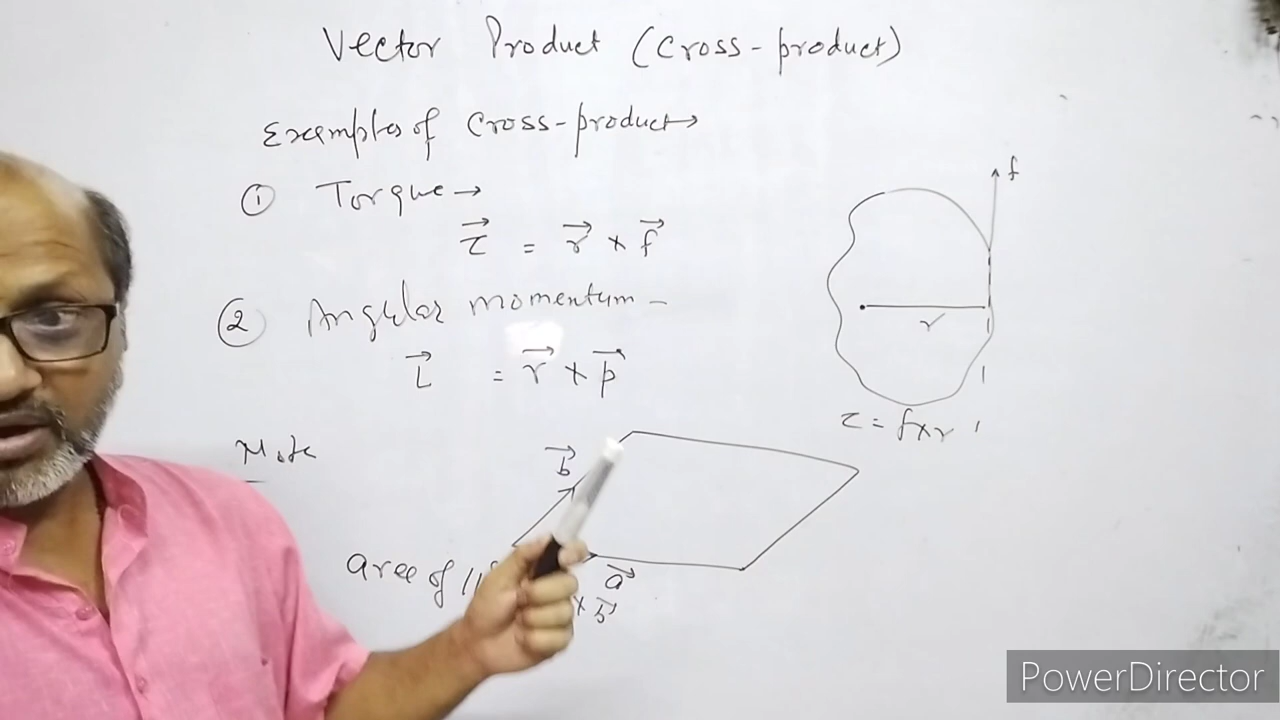 Vector Product (Cross-product)
Examples of Cross-product→
① Torque→
τ⃗ = r⃗ × f⃗
② Angular momentum -
L⃗ = r⃗ × p⃗
f
r
τ = f×r
Note
b⃗
a⃗
area of ||
× b⃗
PowerDirector